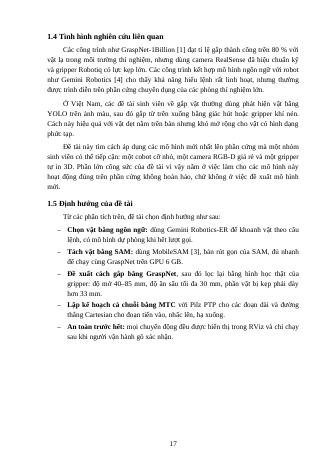 1.4 Tình hình nghiên cứu liên quan
Các công trình như GraspNet-1Billion [1] đạt tỉ lệ gắp thành công trên 80 % với
vật lạ trong môi trường thí nghiệm, nhưng dùng camera RealSense đã hiệu chuẩn kỹ
và gripper Robotiq có lực kẹp lớn. Các công trình kết hợp mô hình ngôn ngữ với robot
như Gemini Robotics [4] cho thấy khả năng hiểu lệnh rất linh hoạt, nhưng thường
được trình diễn trên phần cứng chuyên dụng của các phòng thí nghiệm lớn.
Ở Việt Nam, các đề tài sinh viên về gắp vật thường dùng phát hiện vật bằng
YOLO trên ảnh màu, sau đó gắp từ trên xuống bằng giác hút hoặc gripper khí nén.
Cách này hiệu quả với vật dẹt nằm trên bàn nhưng khó mở rộng cho vật có hình dạng
phức tạp.
Đề tài này tìm cách áp dụng các mô hình mới nhất lên phần cứng mà một nhóm
sinh viên có thể tiếp cận: một cobot cỡ nhỏ, một camera RGB-D giá rẻ và một gripper
tự in 3D. Phần lớn công sức của đề tài vì vậy nằm ở việc làm cho các mô hình này
hoạt động đúng trên phần cứng không hoàn hảo, chứ không ở việc đề xuất mô hình
mới.
1.5 Định hướng của đề tài
Từ các phân tích trên, đề tài chọn định hướng như sau:
– Chọn vật bằng ngôn ngữ: dùng Gemini Robotics-ER để khoanh vật theo câu
lệnh, có mô hình dự phòng khi hết lượt gọi.
– Tách vật bằng SAM: dùng MobileSAM [3], bản rút gọn của SAM, đủ nhanh
để chạy cùng GraspNet trên GPU 6 GB.
– Đề xuất cách gắp bằng GraspNet, sau đó lọc lại bằng hình học thật của
gripper: độ mở 40–85 mm, độ ăn sâu tối đa 30 mm, phần vật bị kẹp phải dày
hơn 33 mm.
– Lập kế hoạch cả chuỗi bằng MTC với Pilz PTP cho các đoạn dài và đường
thẳng Cartesian cho đoạn tiến vào, nhấc lên, hạ xuống.
– An toàn trước hết: mọi chuyển động đều được hiển thị trong RViz và chỉ chạy
sau khi người vận hành gõ xác nhận.
17